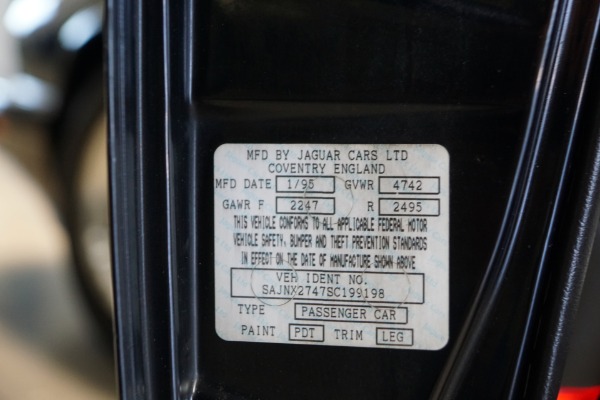 MFD BY JAGUAR CARS LTD
COVENTRY ENGLAND
MFD DATE 1/95 GVWR 4742
GAWR F 2247 R 2495
THIS VEHICLE CONFORMS TO ALL-APPLICABLE FEDERAL MOTOR
VEHICLE SAFETY, BUMPER AND THEFT PREVENTION STANDARDS
IN EFFECT ON THE DATE OF MANUFACTURE SHOWN ABOVE
VEH IDENT NO.
SAJNX2747SC199198
TYPE PASSENGER CAR
PAINT PDT TRIM LEG